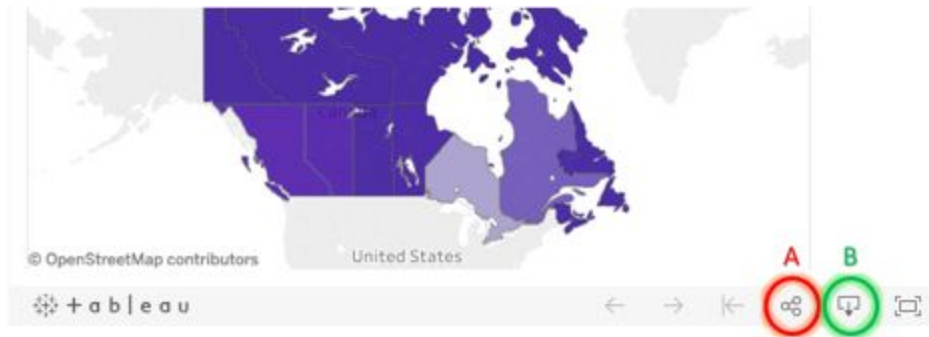 Canada
© OpenStreetMap contributors
United States
A
B
+ a b | e a u